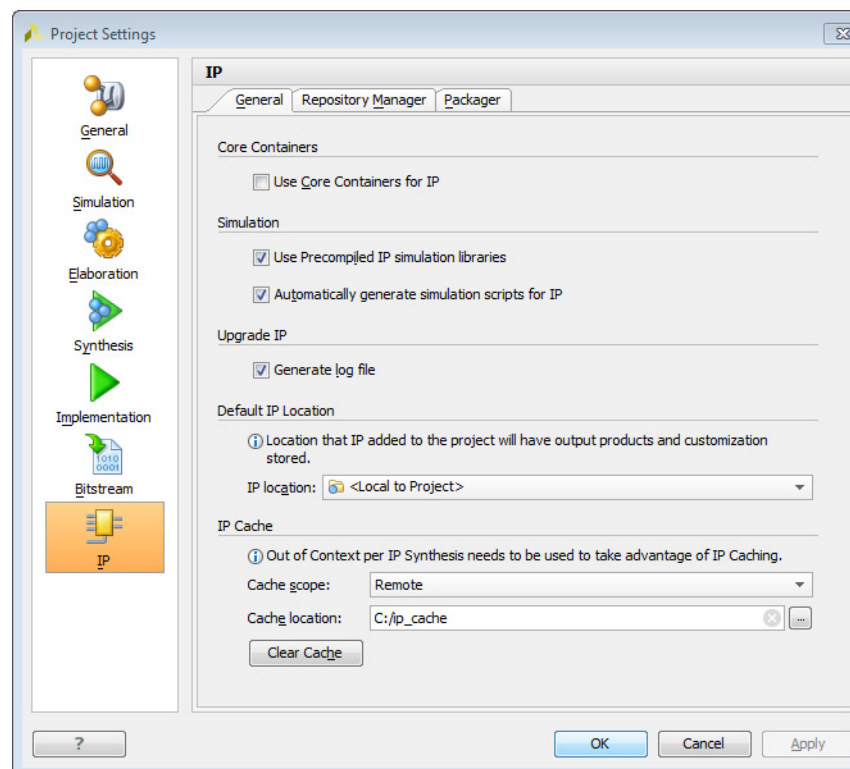 Project Settings
General
Simulation
Elaboration
Synthesis
Implementation
1010
0001
Bitstream
IP
IP
General Repository Manager Packager
Core Containers
Use Core Containers for IP
Simulation
Use Precompiled IP simulation libraries
Automatically generate simulation scripts for IP
Upgrade IP
Generate log file
Default IP Location
Location that IP added to the project will have output products and customization
stored.
IP location: <Local to Project>
IP Cache
Out of Context per IP Synthesis needs to be used to take advantage of IP Caching.
Cache scope: Remote
Cache location: C:/ip_cache ...
Clear Cache
? OK Cancel Apply